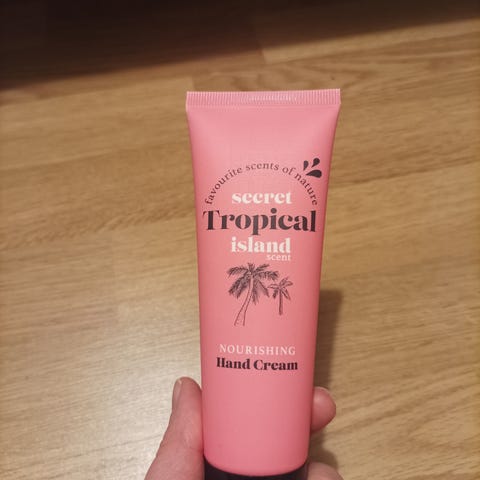 favourite scents of nature
secret
Tropical
island
scent
NOURISHING
Hand Cream